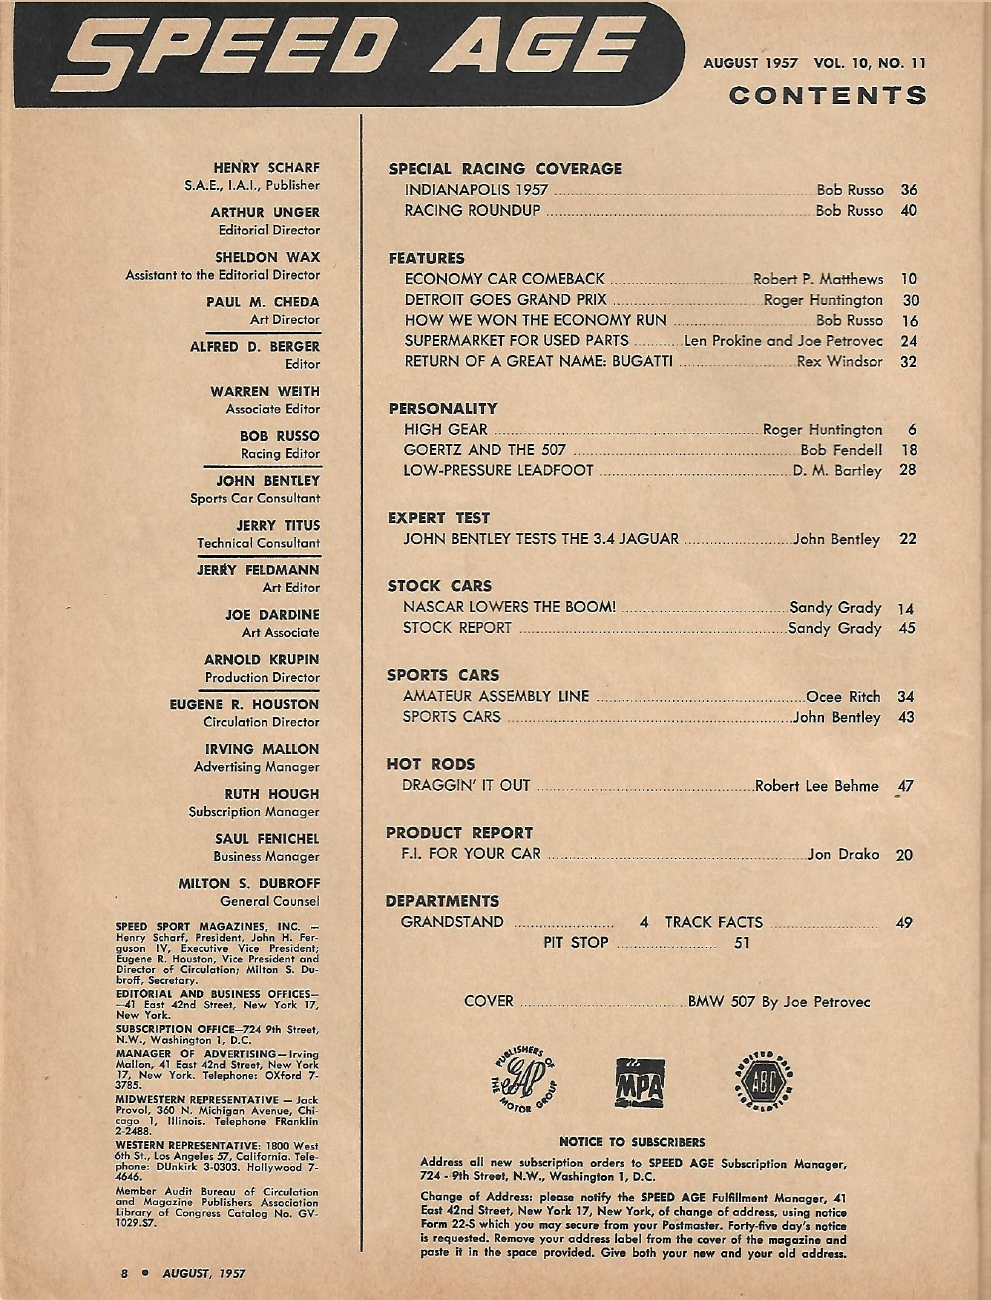 SPEED AGE
AUGUST 1957 VOL. 10, NO. 11
CONTENTS
HENRY SCHARF
S.A.E., I.A.I., Publisher
ARTHUR UNGER
Editorial Director
SHELDON WAX
Assistant to the Editorial Director
PAUL M. CHEDA
Art Director
ALFRED D. BERGER
Editor
WARREN WEITH
Associate Editor
BOB RUSSO
Racing Editor
JOHN BENTLEY
Sports Car Consultant
JERRY TITUS
Technical Consultant
JERRY FELDMANN
Art Editor
JOE DARDINE
Art Associate
ARNOLD KRUPIN
Production Director
EUGENE R. HOUSTON
Circulation Director
IRVING MALLON
Advertising Manager
RUTH HOUGH
Subscription Manager
SAUL FENICHEL
Business Manager
MILTON S. DUBROFF
General Counsel
SPEED SPORT MAGAZINES, INC. —
Henry Scharf, President, John H. Fer-
guson IV, Executive Vice President;
Eugene R. Houston, Vice President and
Director of Circulation; Milton S. Du-
broff, Secretary.
EDITORIAL AND BUSINESS OFFICES—
—41 East 42nd Street, New York 17,
New York.
SUBSCRIPTION OFFICE—724 9th Street,
N.W., Washington 1, D.C.
MANAGER OF ADVERTISING—Irving
Mallon, 41 East 42nd Street, New York
17, New York. Telephone: OXford 7-
3785.
MIDWESTERN REPRESENTATIVE — Jack
Provol, 360 N. Michigan Avenue, Chi-
cago 1, Illinois. Telephone FRanklin
2-2488.
WESTERN REPRESENTATIVE: 1800 West
6th St., Los Angeles 57, California. Tele-
phone: DUnkirk 3-0303. Hollywood 7-
4646.
Member Audit Bureau of Circulation
and Magazine Publishers Association
Library of Congress Catalog No. GV-
1029.S7.
SPECIAL RACING COVERAGE
INDIANAPOLIS 1957 Bob Russo 36
RACING ROUNDUP Bob Russo 40
FEATURES
ECONOMY CAR COMEBACK Robert P. Matthews 10
DETROIT GOES GRAND PRIX Roger Huntington 30
HOW WE WON THE ECONOMY RUN Bob Russo 16
SUPERMARKET FOR USED PARTS Len Prokine and Joe Petrovec 24
RETURN OF A GREAT NAME: BUGATTI Rex Windsor 32
PERSONALITY
HIGH GEAR Roger Huntington 6
GOERTZ AND THE 507 Bob Fendell 18
LOW-PRESSURE LEADFOOT D. M. Bartley 28
EXPERT TEST
JOHN BENTLEY TESTS THE 3.4 JAGUAR John Bentley 22
STOCK CARS
NASCAR LOWERS THE BOOM! Sandy Grady 14
STOCK REPORT Sandy Grady 45
SPORTS CARS
AMATEUR ASSEMBLY LINE Ocee Ritch 34
SPORTS CARS John Bentley 43
HOT RODS
DRAGGIN' IT OUT Robert Lee Behme 47
PRODUCT REPORT
F.I. FOR YOUR CAR Jon Drako 20
DEPARTMENTS
GRANDSTAND 4 TRACK FACTS 49
PIT STOP 51
COVER BMW 507 By Joe Petrovec
PUBLISHERS OF THE MOTOR GROUP
MPA
AUDITED PAID CIRCULATION
ABC
NOTICE TO SUBSCRIBERS
Address all new subscription orders to SPEED AGE Subscription Manager,
724 - 9th Street, N.W., Washington 1, D.C.
Change of Address: please notify the SPEED AGE Fulfillment Manager, 41
East 42nd Street, New York 17, New York, of change of address, using notice
Form 22-S which you may secure from your Postmaster. Forty-five day's notice
is requested. Remove your address label from the cover of the magazine and
paste it in the space provided. Give both your new and your old address.
8 • AUGUST, 1957